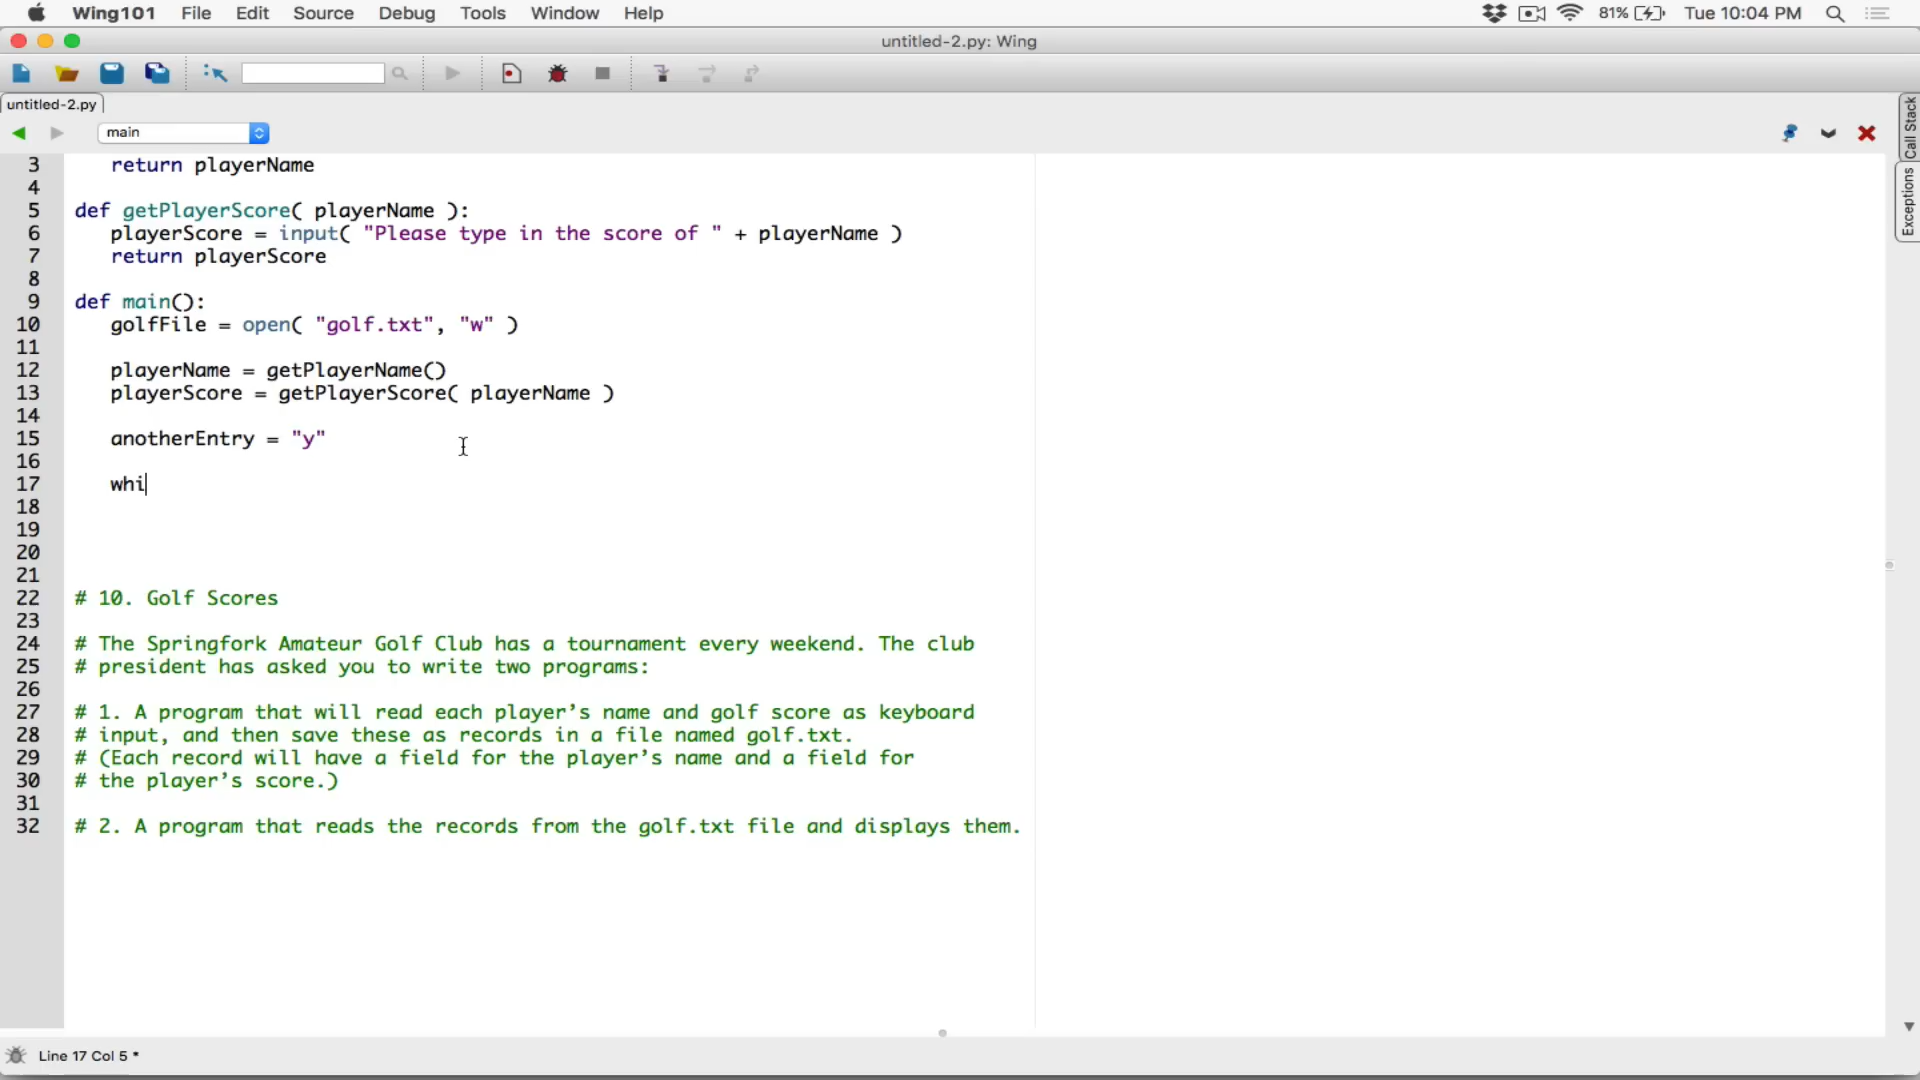 Wing101 File Edit Source Debug Tools Window Help 81% Tue 10:04 PM
untitled-2.py: Wing
untitled-2.py
main
Call Stack
Exceptions
3 return playerName
4
5 def getPlayerScore( playerName ):
6 playerScore = input( "Please type in the score of " + playerName )
7 return playerScore
8
9 def main():
10 golfFile = open( "golf.txt", "w" )
11
12 playerName = getPlayerName()
13 playerScore = getPlayerScore( playerName )
14
15 anotherEntry = "y"
16
17 whi
18
19
20
21
22 # 10. Golf Scores
23
24 # The Springfork Amateur Golf Club has a tournament every weekend. The club
25 # president has asked you to write two programs:
26
27 # 1. A program that will read each player’s name and golf score as keyboard
28 # input, and then save these as records in a file named golf.txt.
29 # (Each record will have a field for the player’s name and a field for
30 # the player’s score.)
31
32 # 2. A program that reads the records from the golf.txt file and displays them.
Line 17 Col 5 *